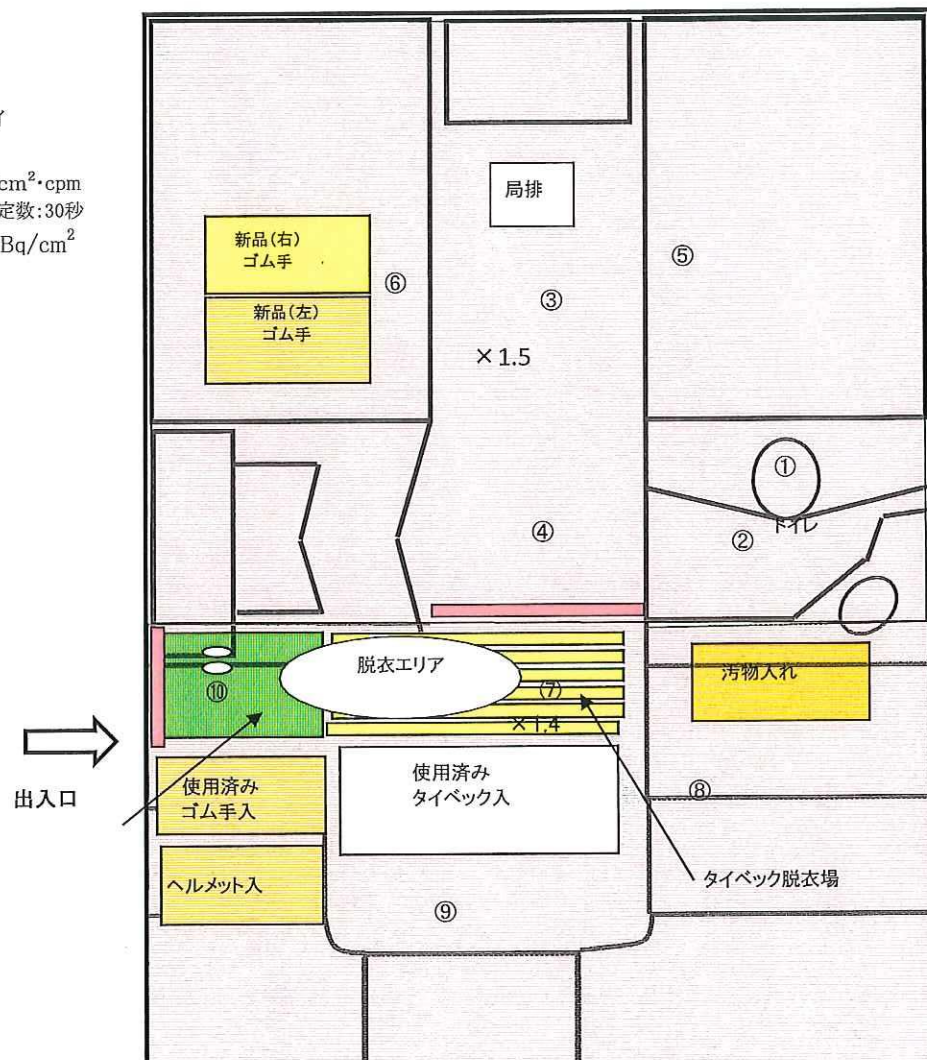 イ
cm²・cpm
定数:30秒
Bq/cm²
局排
新品(右)
ゴム手
新品(左)
ゴム手
⑥
③
⑤
×1.5
①
トイレ
②
④
脱衣エリア
⑩
⑦
×1.4
汚物入れ
出入口
使用済み
ゴム手入
使用済み
タイベック入
⑧
ヘルメット入
タイベック脱衣場
⑨